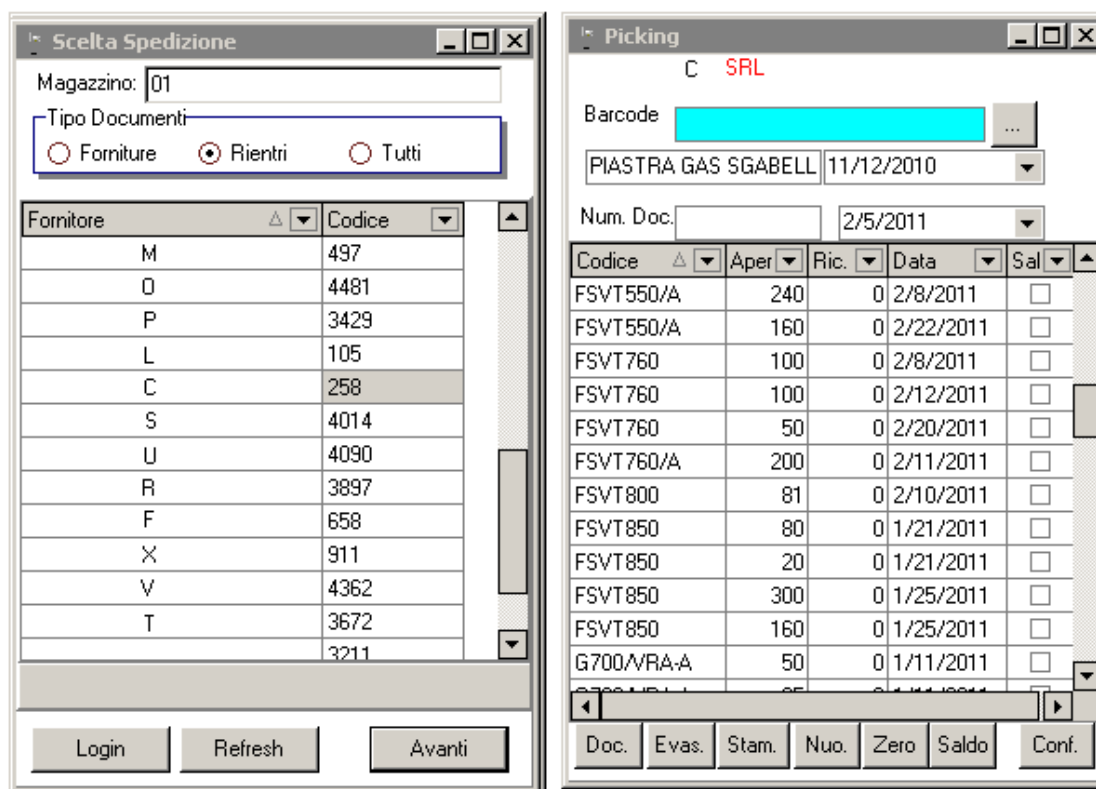 Scelta Spedizione
Magazzino: 01
Tipo Documenti
Forniture Rientri Tutti
Fornitore Codice
M 497
O 4481
P 3429
L 105
C 258
S 4014
U 4090
R 3897
F 658
X 911
V 4362
T 3672
3211
Login Refresh Avanti
Picking
C SRL
Barcode ...
PIASTRA GAS SGABELL 11/12/2010
Num. Doc. 2/5/2011
Codice Aper Ric. Data Sal
FSVT550/A 240 0 2/8/2011
FSVT550/A 160 0 2/22/2011
FSVT760 100 0 2/8/2011
FSVT760 100 0 2/12/2011
FSVT760 50 0 2/20/2011
FSVT760/A 200 0 2/11/2011
FSVT800 81 0 2/10/2011
FSVT850 80 0 1/21/2011
FSVT850 20 0 1/21/2011
FSVT850 300 0 1/25/2011
FSVT850 160 0 1/25/2011
G700/VRA-A 50 0 1/11/2011
Doc. Evas. Stam. Nuo. Zero Saldo Conf.